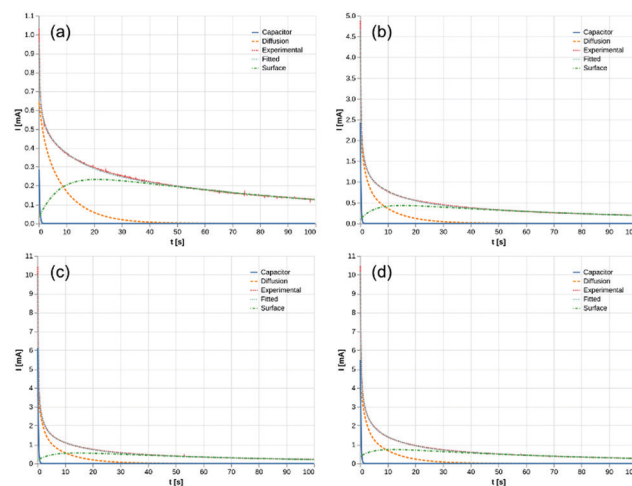 (a)
Capacitor
Diffusion
Experimental
Fitted
Surface
I [mA]
1.1
1.0
0.9
0.8
0.7
0.6
0.5
0.4
0.3
0.2
0.1
0.0
0 10 20 30 40 50 60 70 80 90 100
t [s]
(b)
Capacitor
Diffusion
Experimental
Fitted
Surface
I [mA]
5.0
4.5
4.0
3.5
3.0
2.5
2.0
1.5
1.0
0.5
0.0
0 10 20 30 40 50 60 70 80 90 100
t [s]
(c)
Capacitor
Diffusion
Experimental
Fitted
Surface
I [mA]
11
10
9
8
7
6
5
4
3
2
1
0
0 10 20 30 40 50 60 70 80 90 100
t [s]
(d)
Capacitor
Diffusion
Experimental
Fitted
Surface
I [mA]
11
10
9
8
7
6
5
4
3
2
1
0
0 10 20 30 40 50 60 70 80 90 100
t [s]